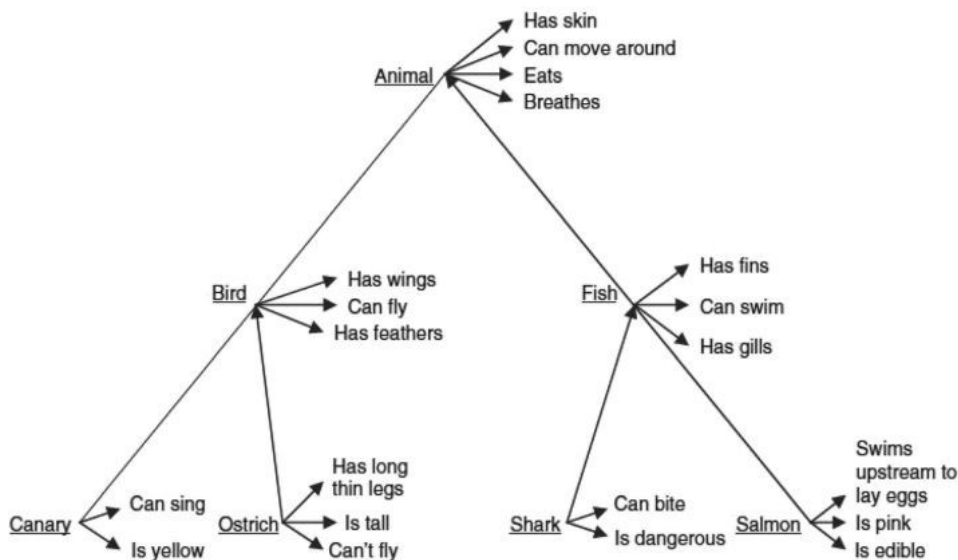 Has skin
Can move around
Animal
Eats
Breathes
Has wings
Bird
Can fly
Has feathers
Has fins
Fish
Can swim
Has gills
Can sing
Canary
Is yellow
Has long
thin legs
Ostrich
Is tall
Can't fly
Can bite
Shark
Is dangerous
Swims
upstream to
lay eggs
Salmon
Is pink
Is edible